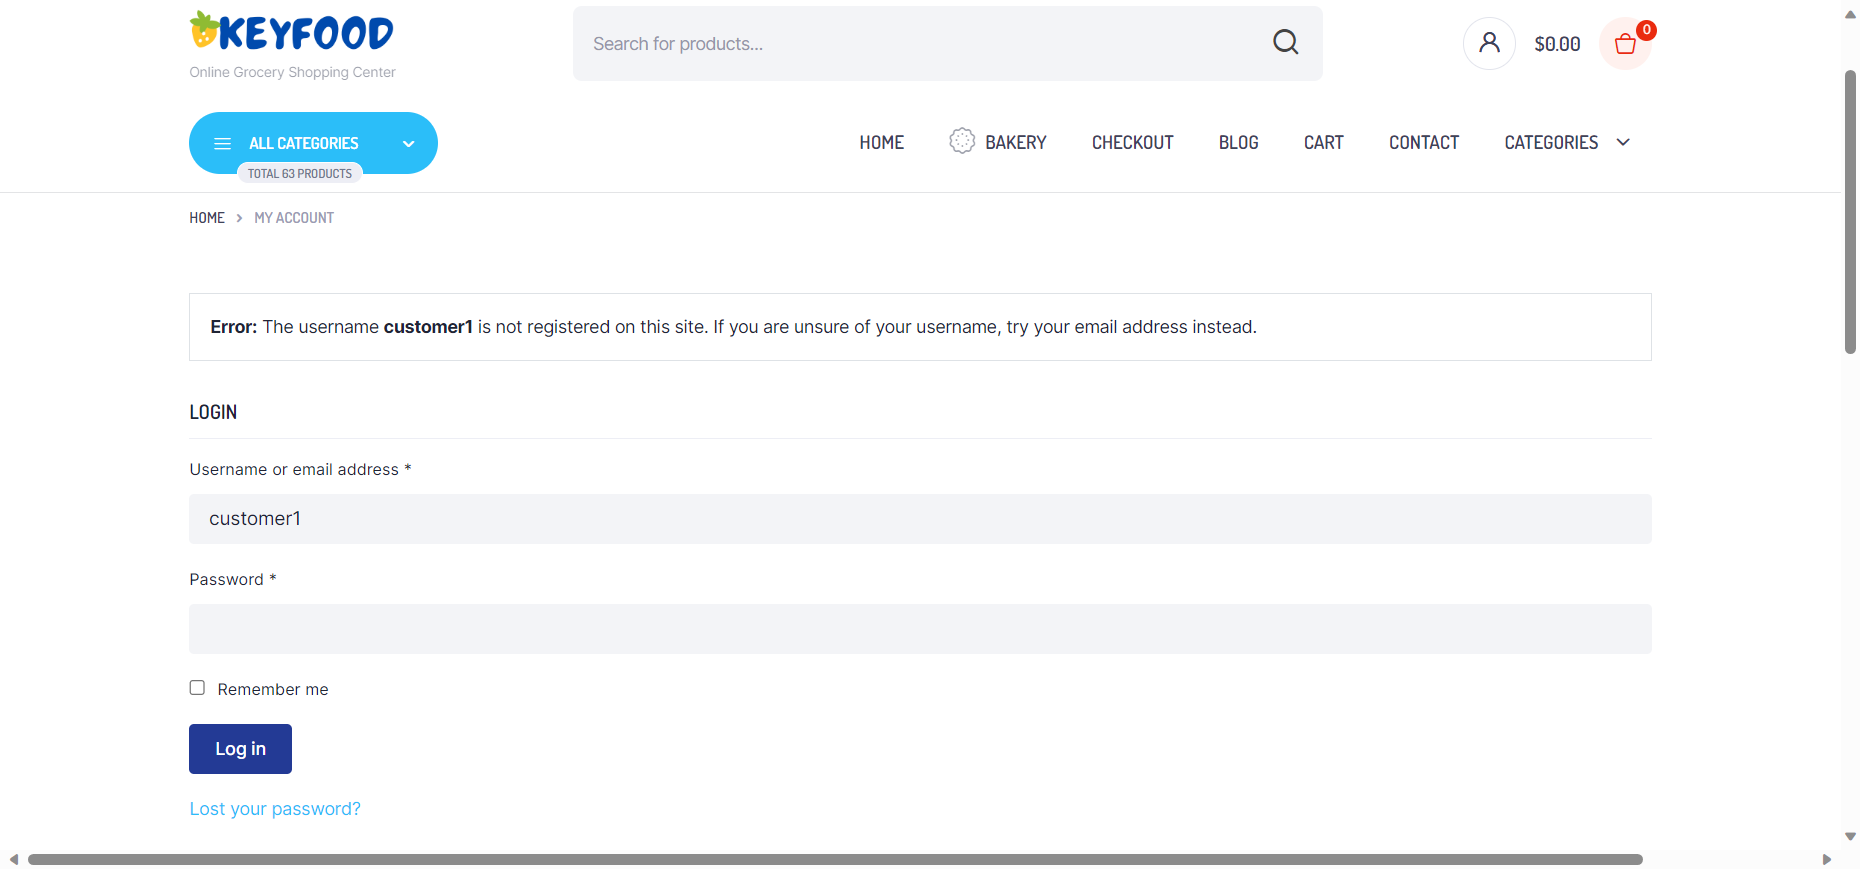 KEYFOOD
Online Grocery Shopping Center
Search for products...
$0.00
0
ALL CATEGORIES
TOTAL 63 PRODUCTS
HOME
BAKERY
CHECKOUT
BLOG
CART
CONTACT
CATEGORIES
HOME > MY ACCOUNT
Error: The username customer1 is not registered on this site. If you are unsure of your username, try your email address instead.
LOGIN
Username or email address *
customer1
Password *
Remember me
Log in
Lost your password?